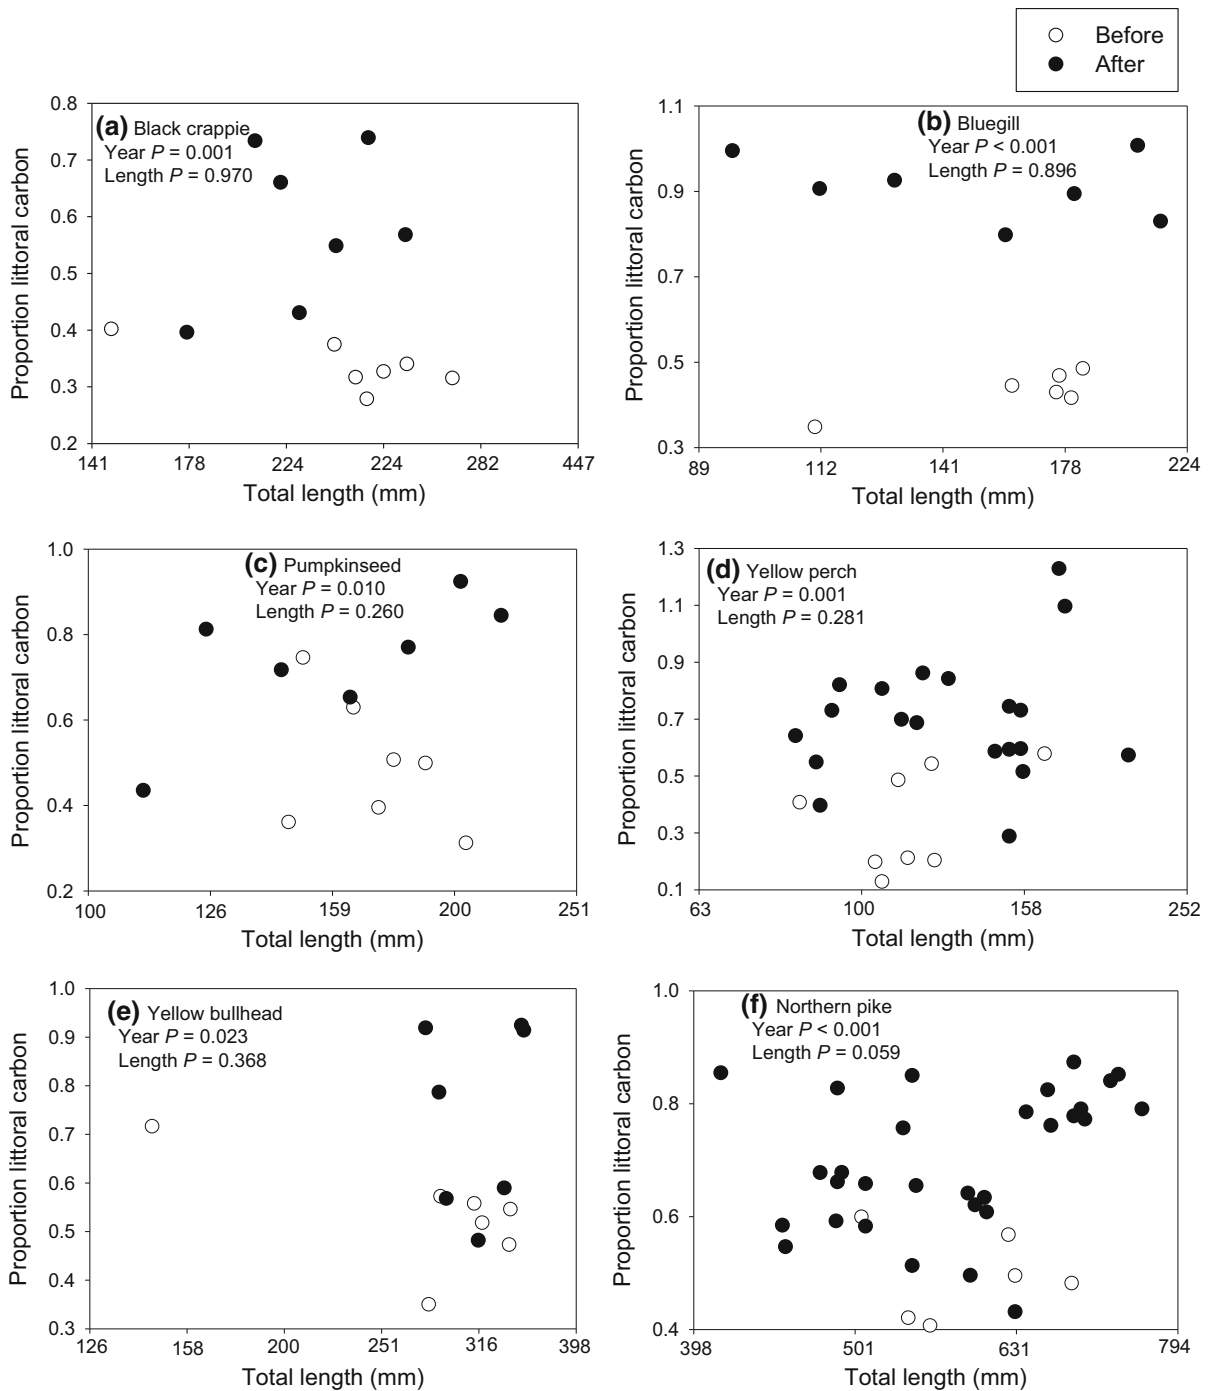 Before
After
(a) Black crappie
Year P = 0.001
Length P = 0.970
0.8
0.7
0.6
0.5
0.4
0.3
0.2
141 178 224 224 282 447
Total length (mm)
Proportion littoral carbon
(b) Bluegill
Year P < 0.001
Length P = 0.896
1.1
0.9
0.7
0.5
0.3
89 112 141 178 224
Total length (mm)
Proportion littoral carbon
(c) Pumpkinseed
Year P = 0.010
Length P = 0.260
1.0
0.8
0.6
0.4
0.2
100 126 159 200 251
Total length (mm)
Proportion littoral carbon
(d) Yellow perch
Year P = 0.001
Length P = 0.281
1.3
1.1
0.9
0.7
0.5
0.3
0.1
63 100 158 252
Total length (mm)
Proportion littoral carbon
(e) Yellow bullhead
Year P = 0.023
Length P = 0.368
1.0
0.9
0.8
0.7
0.6
0.5
0.4
0.3
126 158 200 251 316 398
Total length (mm)
Proportion littoral carbon
(f) Northern pike
Year P < 0.001
Length P = 0.059
1.0
0.8
0.6
0.4
398 501 631 794
Total length (mm)
Proportion littoral carbon